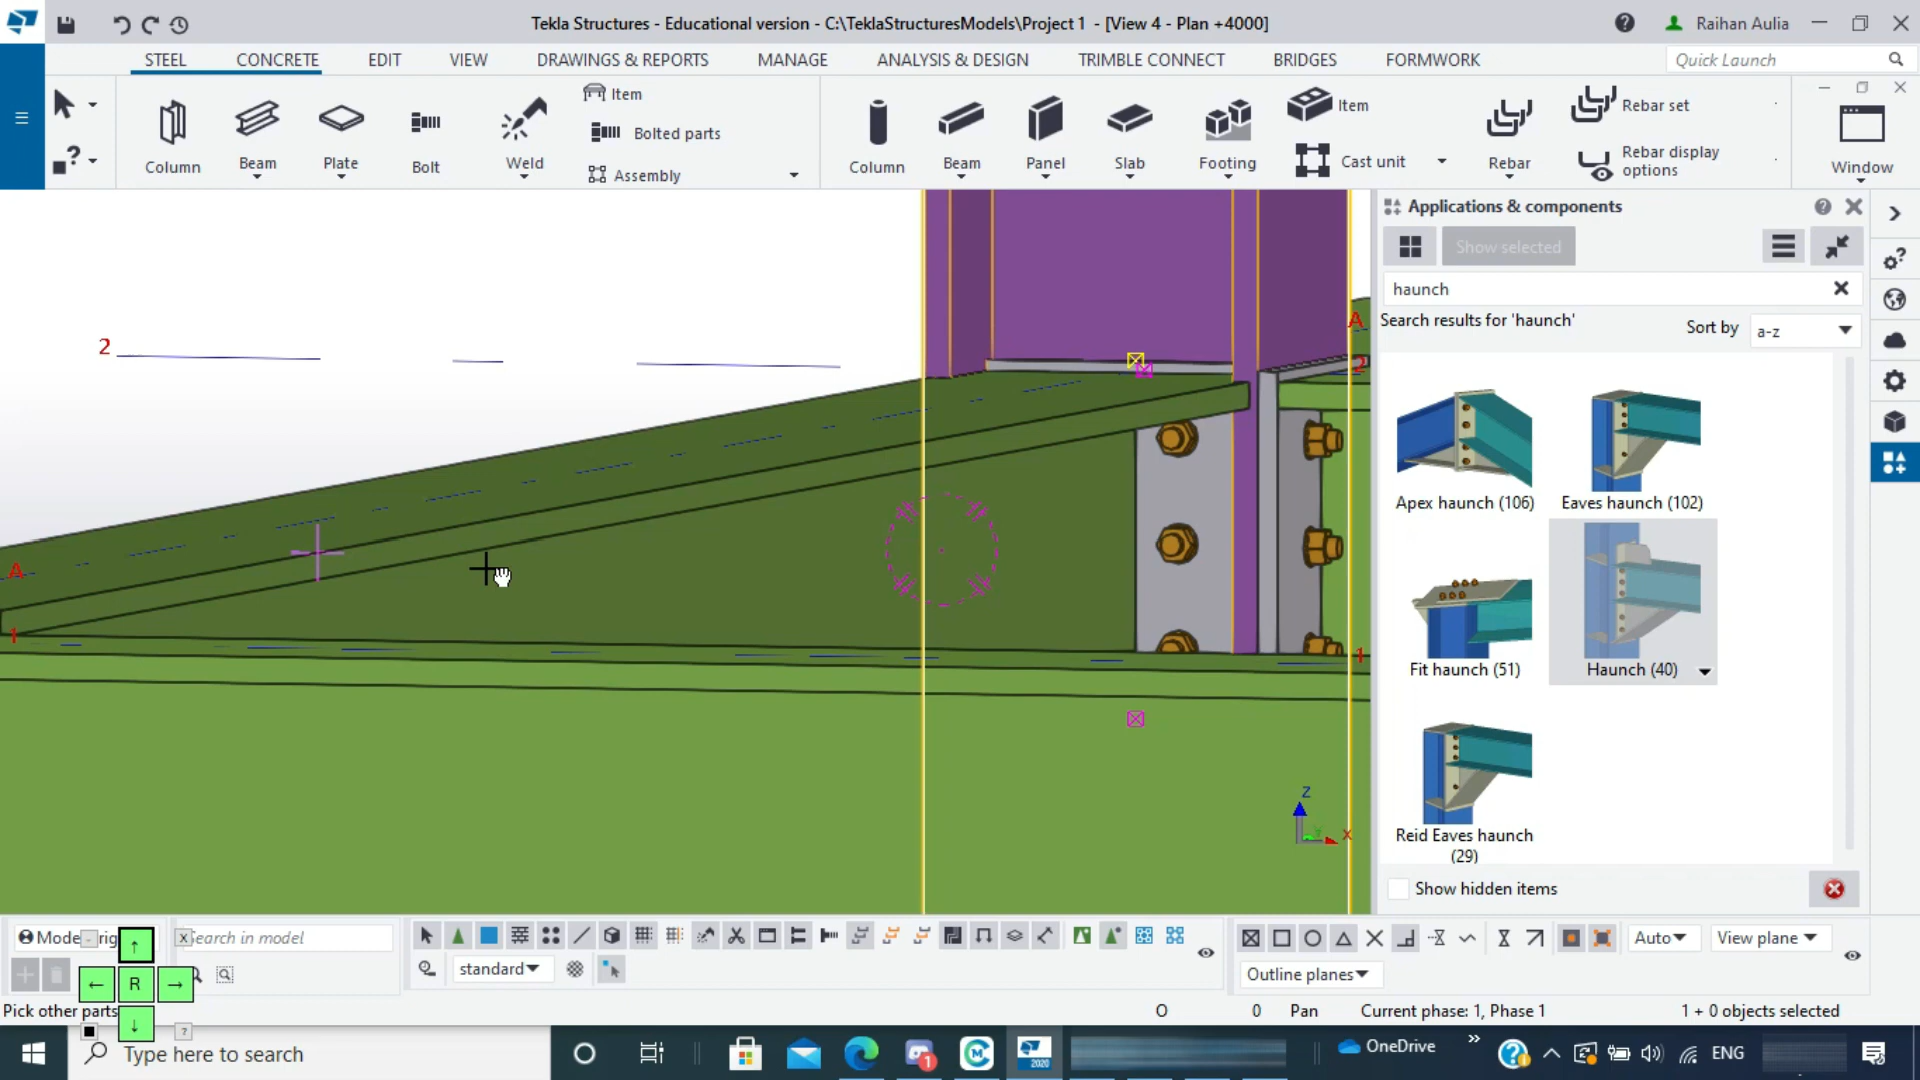 Tekla Structures - Educational version - C:\TeklaStructuresModels\Project 1 - [View 4 - Plan +4000]
Raihan Aulia
STEEL CONCRETE EDIT VIEW DRAWINGS & REPORTS MANAGE ANALYSIS & DESIGN TRIMBLE CONNECT BRIDGES FORMWORK
Quick Launch
Column Beam Plate Bolt Weld
Item
Bolted parts
Assembly
Column Beam Panel Slab Footing
Item
Cast unit
Rebar
Rebar set
Rebar display
options
Window
Applications & components
Show selected
haunch
Search results for 'haunch'
Sort by a-z
Apex haunch (106) Eaves haunch (102)
Fit haunch (51) Haunch (40)
Reid Eaves haunch
(29)
Show hidden items
2
A
2
A
1
1
Z
X
Search in model
R
?
standard
Auto
View plane
Outline planes
Pick other parts
O 0 Pan Current phase: 1, Phase 1 1 + 0 objects selected
Type here to search
1
2020
OneDrive
ENG